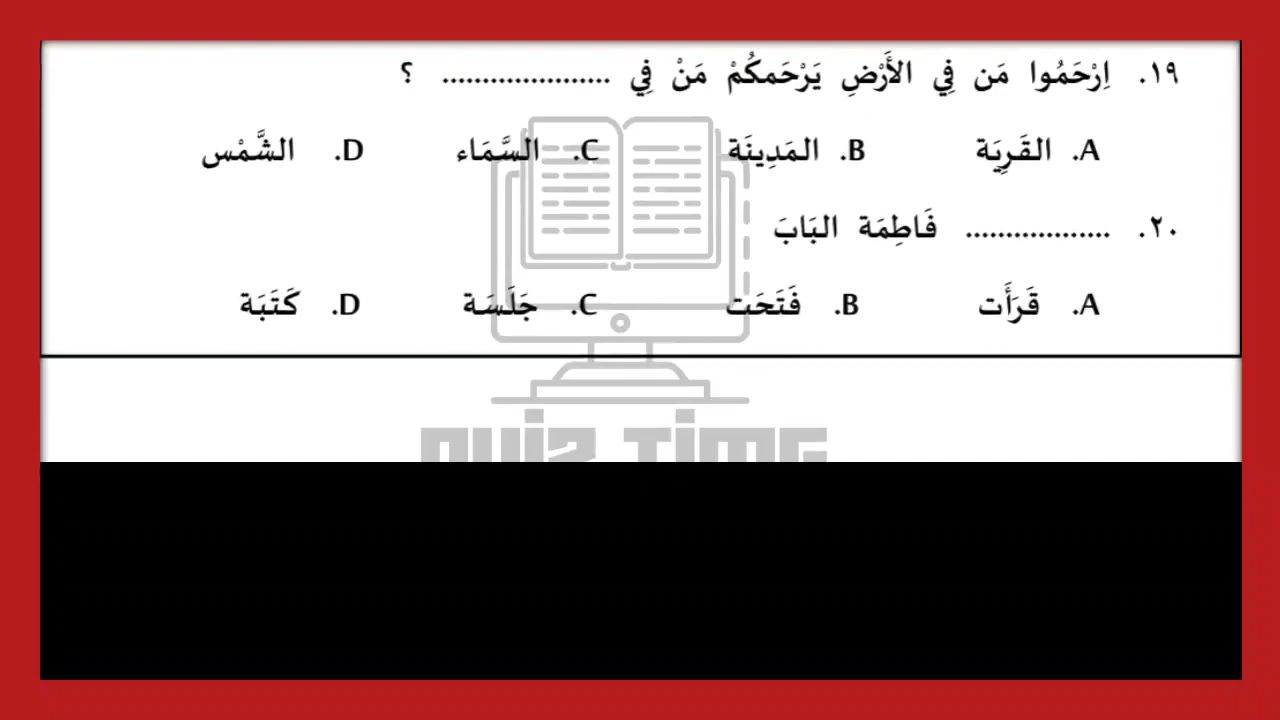 ١٩. اِرْحَمُوا مَن فِي الأَرْضِ يَرْحَمكُمْ مَنْ فِي ..................... ؟
A. القَرِيَة B. المَدِينَة C. السَّمَاء D. الشَّمْس
٢٠. .................. فَاطِمَة البَابَ
A. قَرَأَت B. فَتَحَت C. جَلَسَة D. كَتَبَة
QUIZ TIME